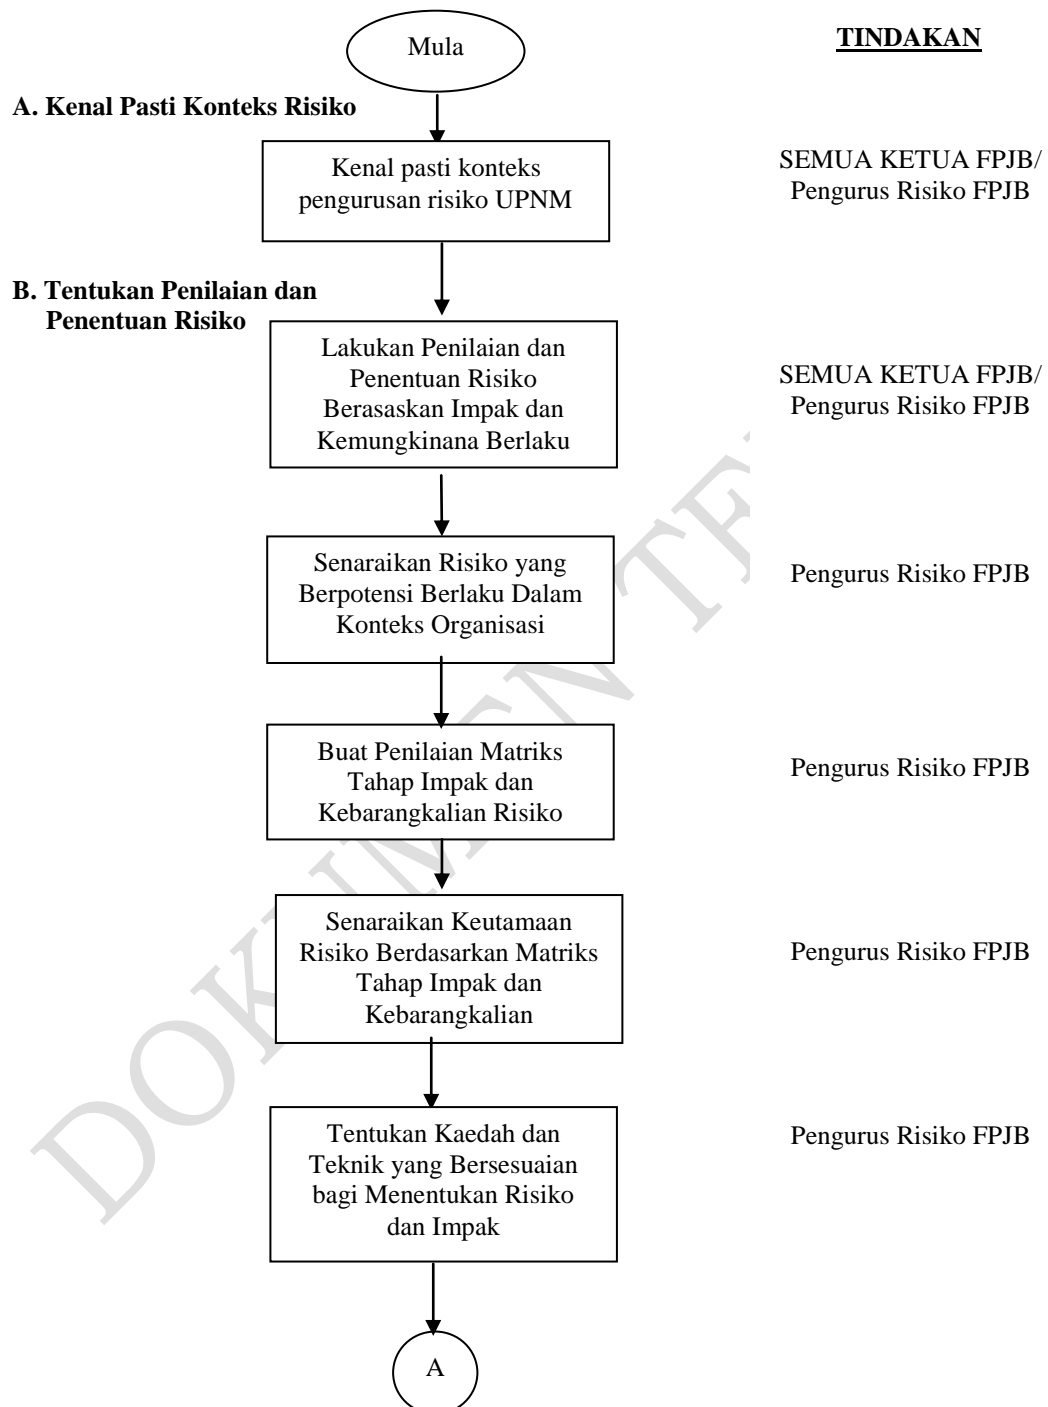 Mula
TINDAKAN
A. Kenal Pasti Konteks Risiko
Kenal pasti konteks
pengurusan risiko UPNM
SEMUA KETUA FPJB/
Pengurus Risiko FPJB
B. Tentukan Penilaian dan
Penentuan Risiko
Lakukan Penilaian dan
Penentuan Risiko
Berasaskan Impak dan
Kemungkinana Berlaku
SEMUA KETUA FPJB/
Pengurus Risiko FPJB
Senaraikan Risiko yang
Berpotensi Berlaku Dalam
Konteks Organisasi
Pengurus Risiko FPJB
Buat Penilaian Matriks
Tahap Impak dan
Kebarangkalian Risiko
Pengurus Risiko FPJB
Senaraikan Keutamaan
Risiko Berdasarkan Matriks
Tahap Impak dan
Kebarangkalian
Pengurus Risiko FPJB
Tentukan Kaedah dan
Teknik yang Bersesuaian
bagi Menentukan Risiko
dan Impak
Pengurus Risiko FPJB
A